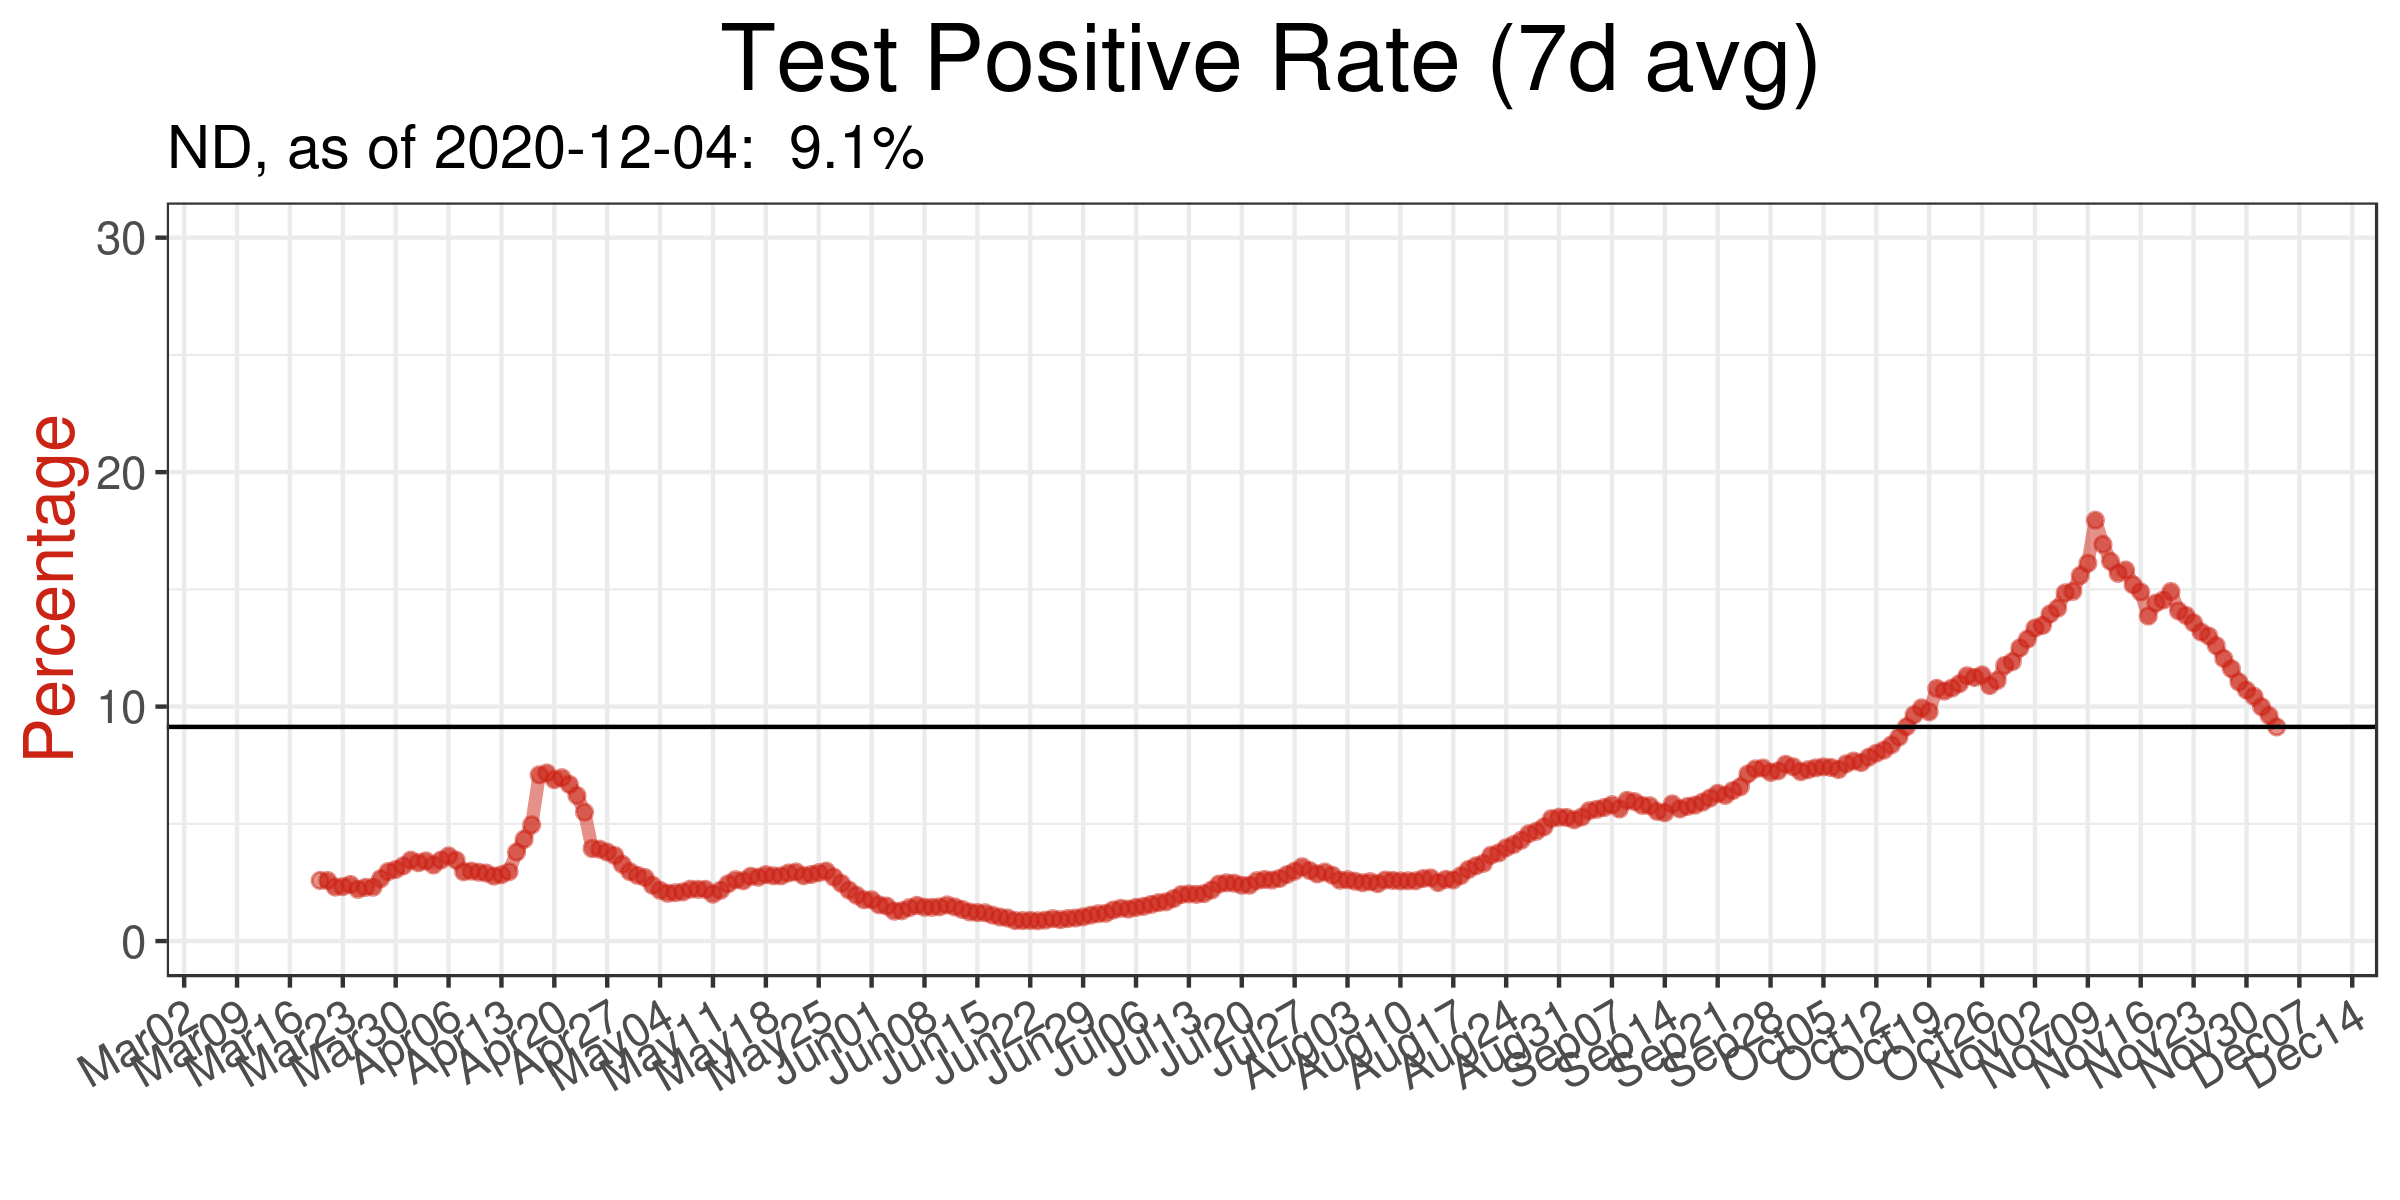 Test Positive Rate (7d avg)
ND, as of 2020-12-04:  9.1%
Percentage
30
20
10
0
Mar02
Mar09
Mar16
Mar23
Mar30
Apr06
Apr13
Apr20
Apr27
May04
May11
May18
May25
Jun01
Jun08
Jun15
Jun22
Jun29
Jul06
Jul13
Jul20
Jul27
Aug03
Aug10
Aug17
Aug24
Aug31
Sep07
Sep14
Sep21
Sep28
Oct05
Oct12
Oct19
Oct26
Nov02
Nov09
Nov16
Nov23
Nov30
Dec07
Dec14